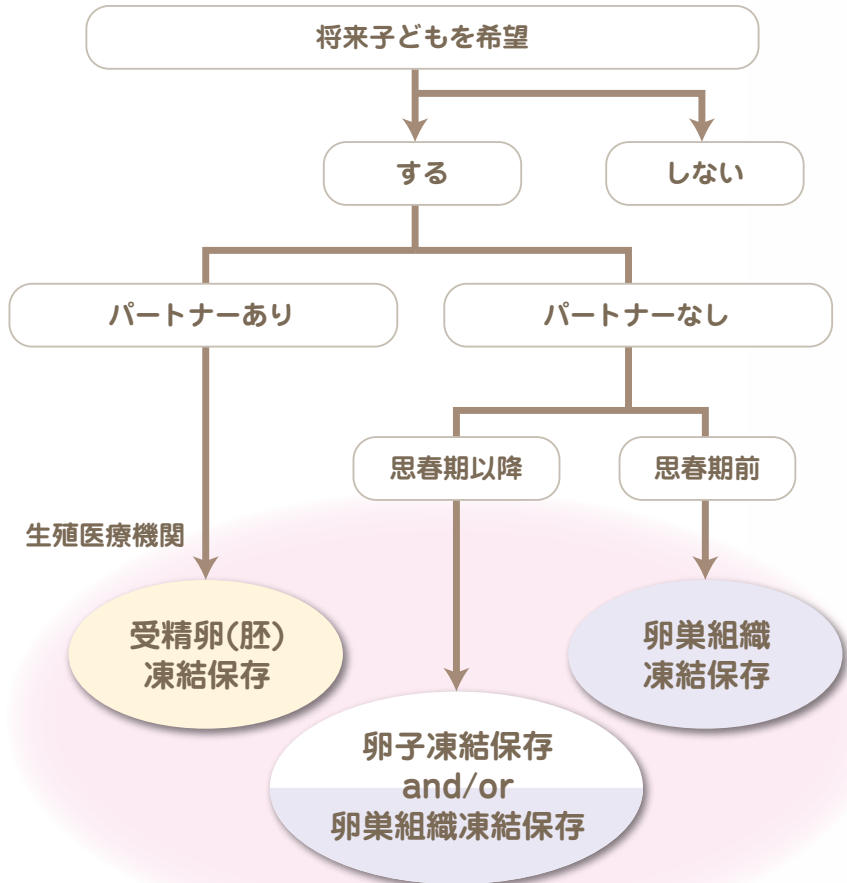 将来子どもを希望
する
しない
パートナーあり
パートナーなし
思春期以降
思春期前
生殖医療機関
受精卵(胚)
凍結保存
卵巣組織
凍結保存
卵子凍結保存
and/or
卵巣組織凍結保存